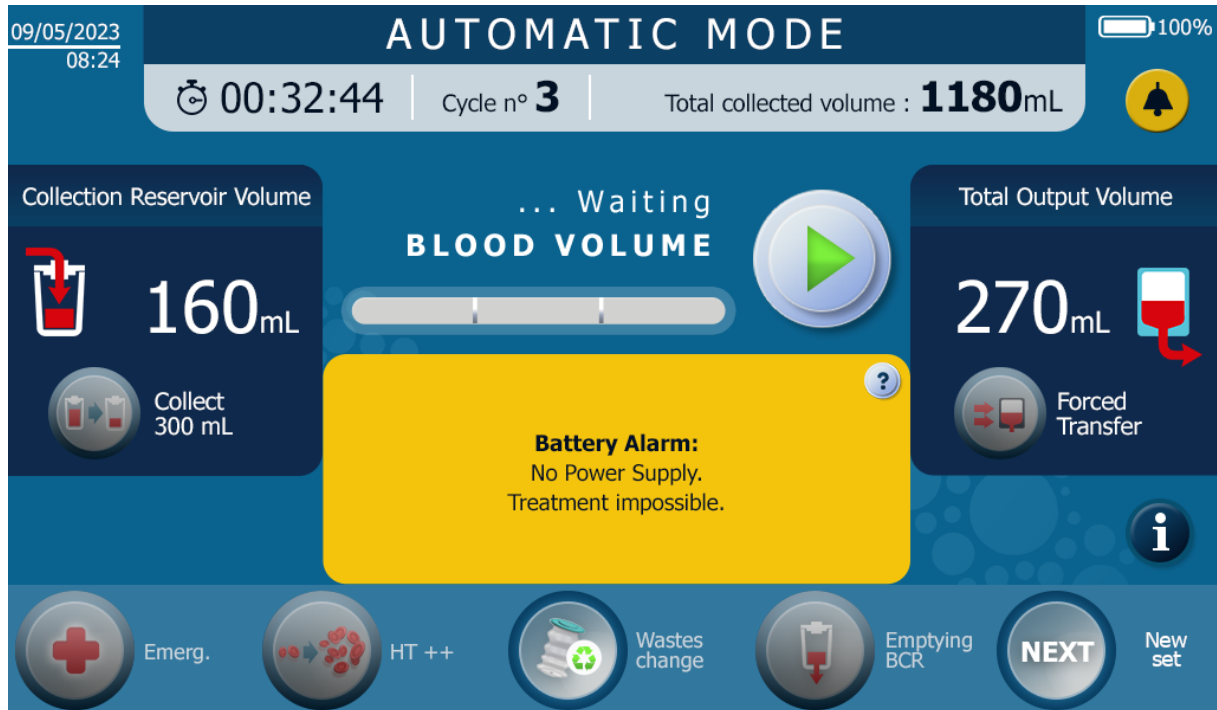 09/05/2023
08:24
AUTOMATIC MODE
100%
00:32:44
Cycle n° 3
Total collected volume : 1180mL
Collection Reservoir Volume
160mL
Collect
300 mL
... Waiting
BLOOD VOLUME
Total Output Volume
270mL
Forced
Transfer
?
Battery Alarm:
No Power Supply.
Treatment impossible.
i
Emerg.
HT ++
Wastes
change
Emptying
BCR
NEXT
New
set